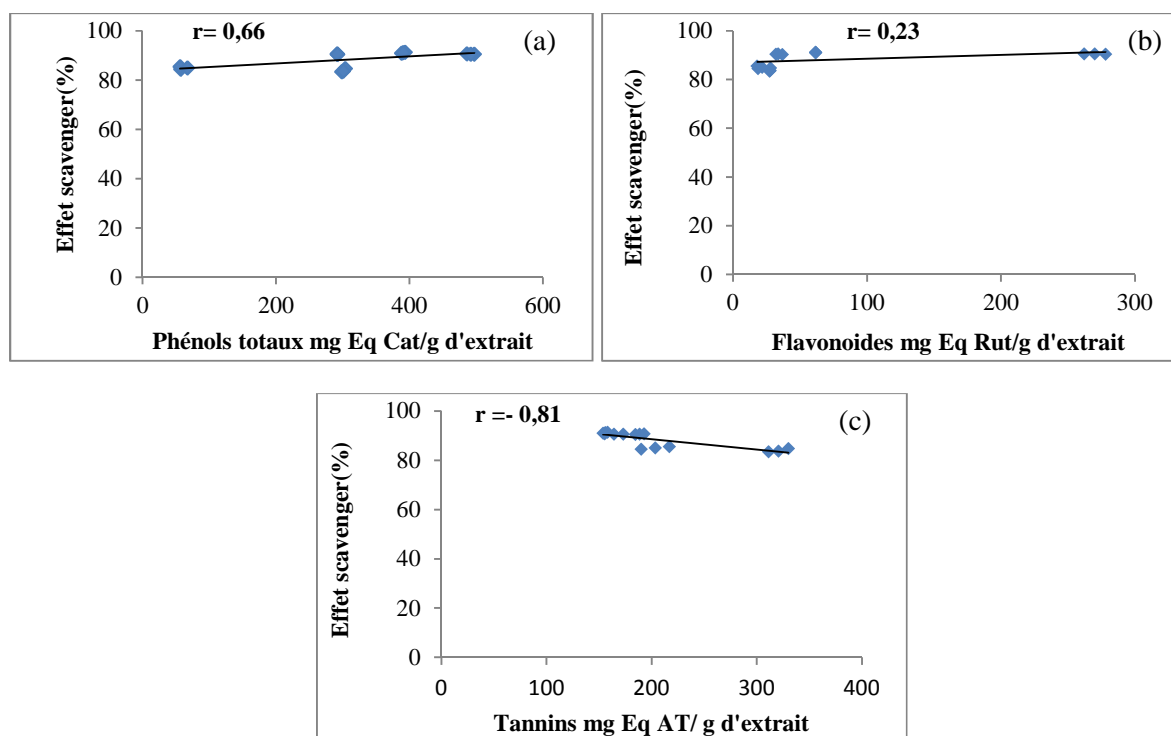 r= 0,66
(a)
Effet scavenger(%)
100
80
60
40
20
0
0 200 400 600
Phénols totaux mg Eq Cat/g d'extrait
r= 0,23
(b)
Effet scavenger(%)
100
80
60
40
20
0
0 100 200 300
Flavonoides mg Eq Rut/g d'extrait
r =- 0,81
(c)
Effet scavenger(%)
100
80
60
40
20
0
0 100 200 300 400
Tannins mg Eq AT/ g d'extrait